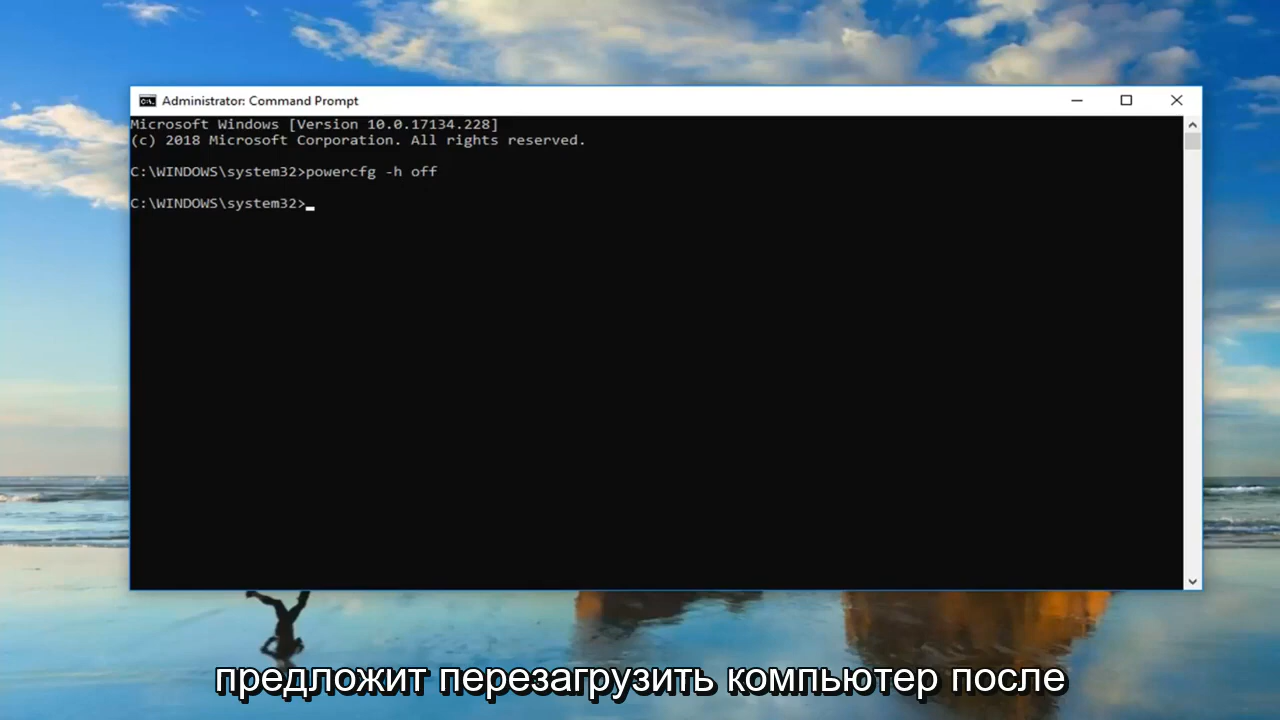 Administrator: Command Prompt
Microsoft Windows [Version 10.0.17134.228]
(c) 2018 Microsoft Corporation. All rights reserved.
C:\WINDOWS\system32>powercfg -h off
C:\WINDOWS\system32>
предложит перезагрузить компьютер после